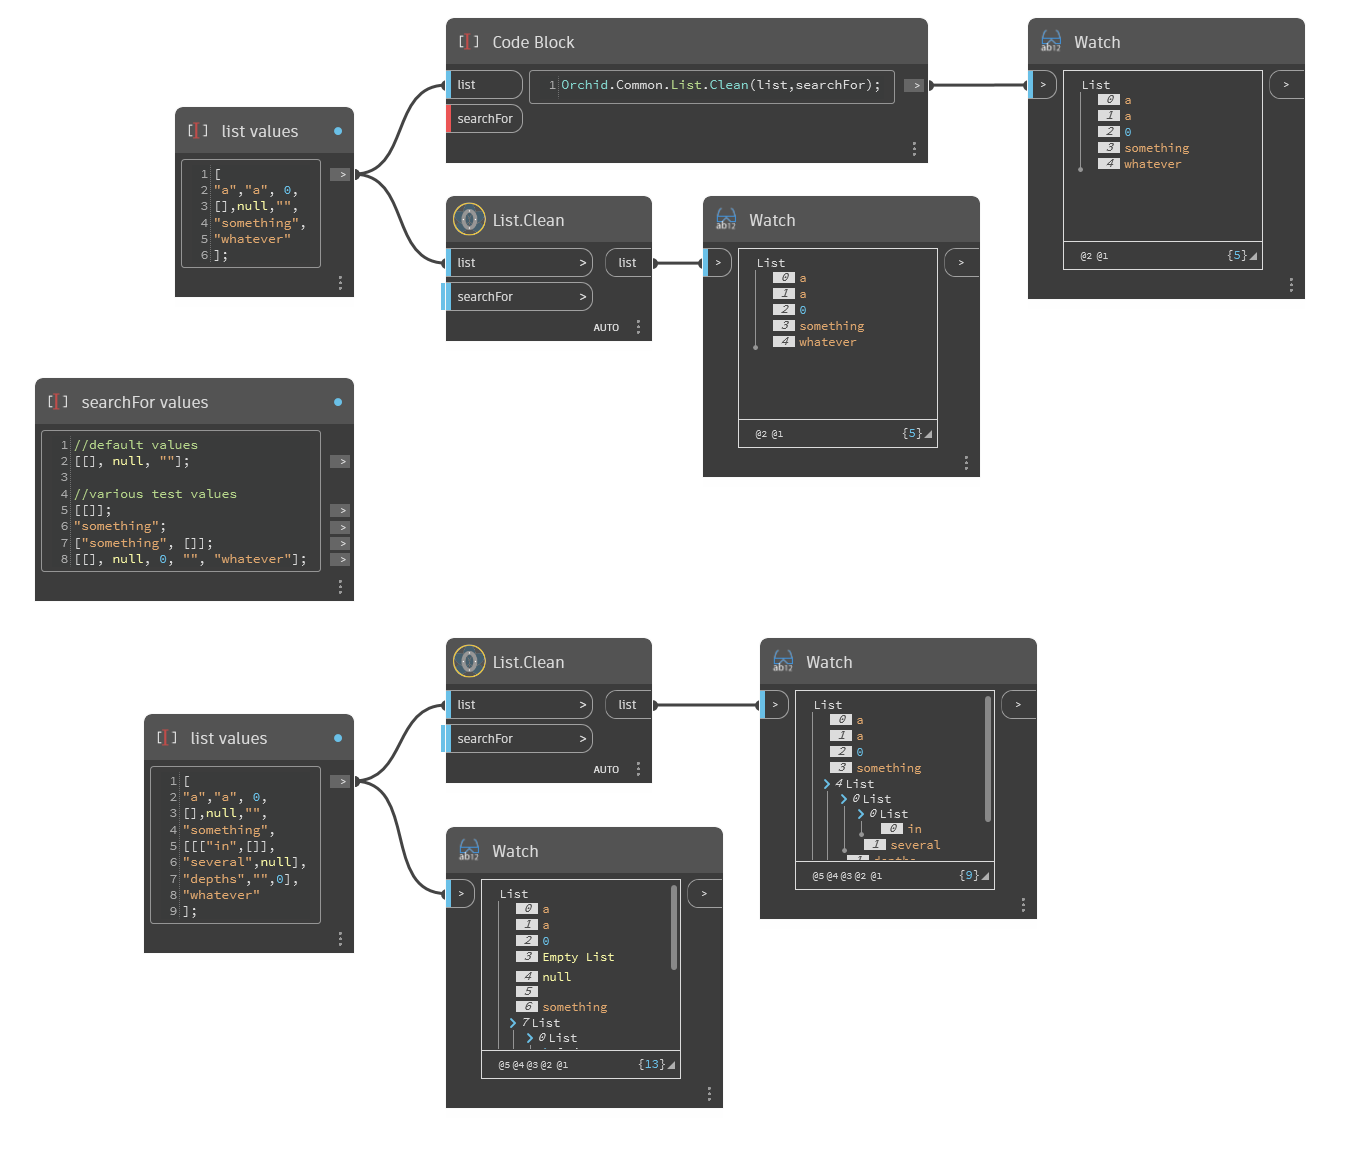 Code Block
list
1 Orchid.Common.List.Clean(list,searchFor);
>
searchFor
Watch
>
List
0 a
1 a
2 0
3 something
4 whatever
@2 @1
{5}
>
list values
1 [
2 "a","a", 0,
3 [],null,"",
4 "something",
5 "whatever"
6 ];
>
List.Clean
list >
list
searchFor >
AUTO
Watch
ab12
>
List
0 a
1 a
2 0
3 something
4 whatever
@2 @1
{5}
>
searchFor values
1 //default values
2 [[], null, ""];
3
4 //various test values
5 [[]];
6 "something";
7 ["something", []];
8 [[], null, 0, "", "whatever"];
>
>
>
>
>
List.Clean
list >
list
searchFor >
AUTO
Watch
ab12
>
List
0 a
1 a
2 0
3 something
> 4 List
> 0 List
> 0 List
0 in
1 several
1 depths
@5 @4 @3 @2 @1
{9}
>
list values
1 [
2 "a","a", 0,
3 [],null,"",
4 "something",
5 [[["in",[]],
6 "several",null],
7 "depths","",0],
8 "whatever"
9 ];
>
Watch
ab12
>
List
0 a
1 a
2 0
3 Empty List
4 null
5
6 something
> 7 List
> 0 List
@5 @4 @3 @2 @1
{13}
>